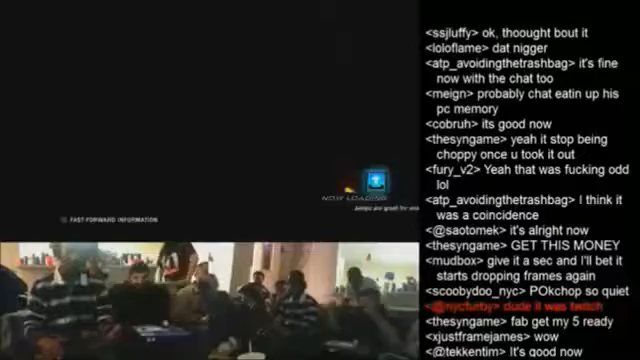 <ssjluffy> ok, thoought bout it
<loloflame> dat nigger
<atp_avoidingthetrashbag> it's fine
now with the chat too
<meign> probably chat eatin up his
pc memory
<cobruh> its good now
<thesyngame> yeah it stop being
choppy once u took it out
<fury_v2> Yeah that was fucking odd
lol
<atp_avoidingthetrashbag> I think it
was a coincidence
<@saotomek> it's alright now
<thesyngame> GET THIS MONEY
<mudbox> give it a sec and I'll bet it
starts dropping frames again
<scoobydoo_nyc> POkchop so quiet
<@nycfurby> dude it was twitch
<thesyngame> fab get my 5 ready
<xjustframejames> wow
<@tekkentim> It's good now
NOW LOADING
FAST FORWARD INFORMATION